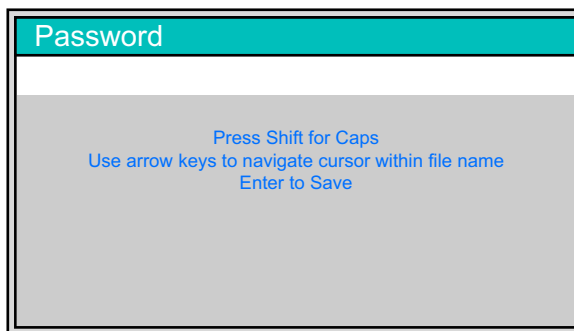 Password
Press Shift for Caps
Use arrow keys to navigate cursor within file name
Enter to Save